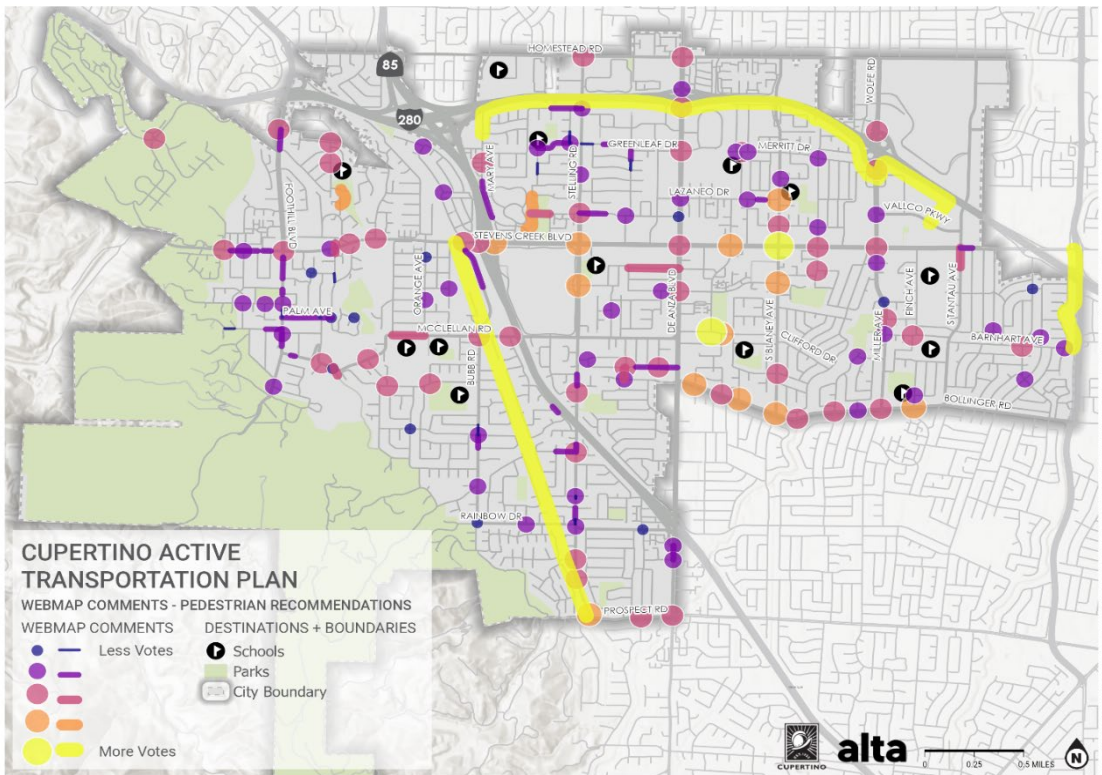 HOMESTEAD RD
85
WOLFE RD
280
MARY AVE
STELLING RD
GREENLEAF DR
MERRITT DR
FOOTHILL BLVD
LAZANEO DR
VALLCO PKWY
STEVENS CREEK BLVD
ORANGE AVE
DE ANZA BLVD
FINCH AVE
S TANTAU AVE
PALM AVE
MCCLELLAN RD
S BLANEY AVE
MILLER AVE
BARNHART AVE
CLIFFORD DR
BUBB RD
BOLLINGER RD
RAINBOW DR
PROSPECT RD
CUPERTINO ACTIVE
TRANSPORTATION PLAN
WEBMAP COMMENTS - PEDESTRIAN RECOMMENDATIONS
WEBMAP COMMENTS
DESTINATIONS + BOUNDARIES
Less Votes
Schools
Parks
City Boundary
More Votes
CUPERTINO
alta
0 0.25 0.5 MILES
N